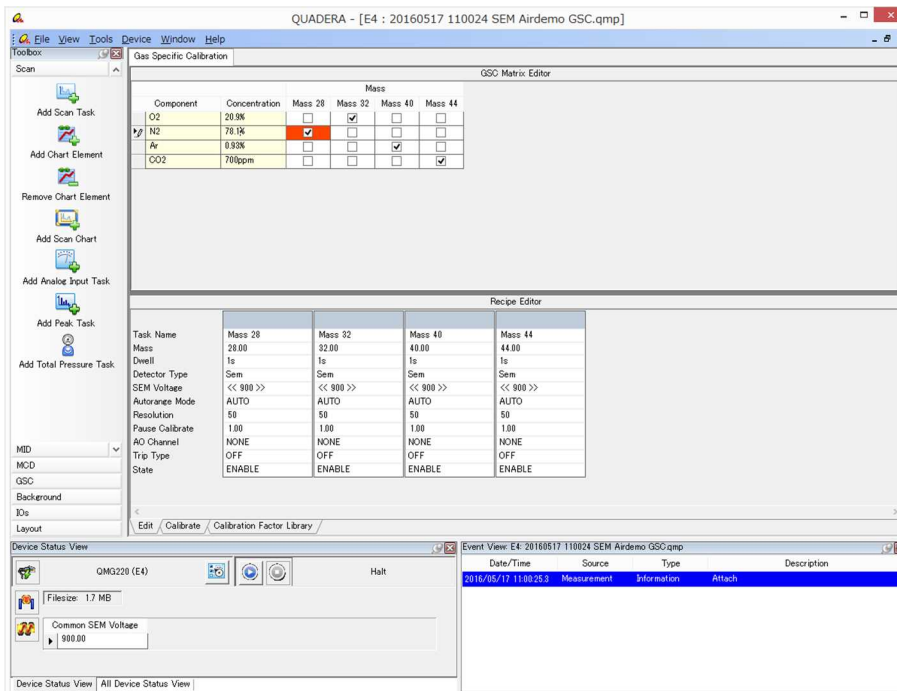 QUADERA - [E4 : 20160517 110024 SEM Airdemo GSC.qmp]
File View Tools Device Window Help
Toolbox
Scan
Add Scan Task
Add Chart Element
Remove Chart Element
Add Scan Chart
Add Analog Input Task
Add Peak Task
Add Total Pressure Task
MID
MCD
GSC
Background
IOs
Layout
Gas Specific Calibration
GSC Matrix Editor
Mass
Component Concentration Mass 28 Mass 32 Mass 40 Mass 44
O2 20.9%
N2 78.1%
Ar 0.93%
CO2 700ppm
Recipe Editor
Task Name Mass 28 Mass 32 Mass 40 Mass 44
Mass 28.00 32.00 40.00 44.00
Dwell 1s 1s 1s 1s
Detector Type Sem Sem Sem Sem
SEM Voltage << 900 >> << 900 >> << 900 >> << 900 >>
Autorange Mode AUTO AUTO AUTO AUTO
Resolution 50 50 50 50
Pause Calibrate 1.00 1.00 1.00 1.00
AO Channel NONE NONE NONE NONE
Trip Type OFF OFF OFF OFF
State ENABLE ENABLE ENABLE ENABLE
Edit Calibrate Calibration Factor Library
Device Status View
QMG220 (E4) Halt
Filesize: 1.7 MB
Common SEM Voltage
900.00
Device Status View All Device Status View
Event View: E4: 20160517 110024 SEM Airdemo GSC.qmp
Date/Time Source Type Description
2016/05/17 11:00:25.3 Measurement Information Attach